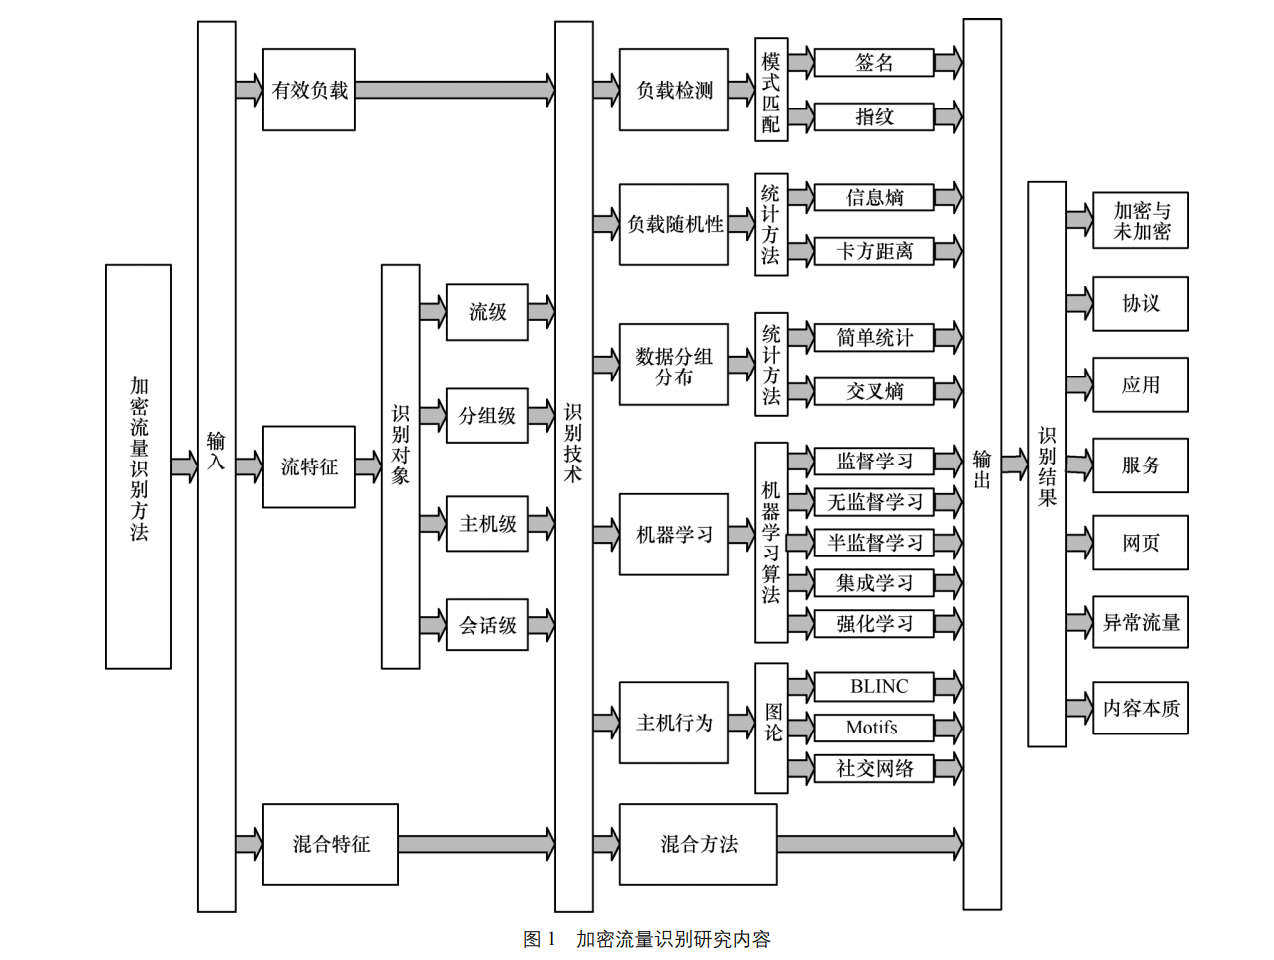 加密流量识别方法
输入
有效负载
流特征
混合特征
识别对象
流级
分组级
主机级
会话级
识别技术
负载检测
模式匹配
签名
指纹
负载随机性
统计方法
信息熵
卡方距离
数据分组
分布
统计方法
简单统计
交叉熵
机器学习
机器学习算法
监督学习
无监督学习
半监督学习
集成学习
强化学习
主机行为
图论
BLINC
Motifs
社交网络
混合方法
输出
识别结果
加密与
未加密
协议
应用
服务
网页
异常流量
内容本质
图 1 加密流量识别研究内容